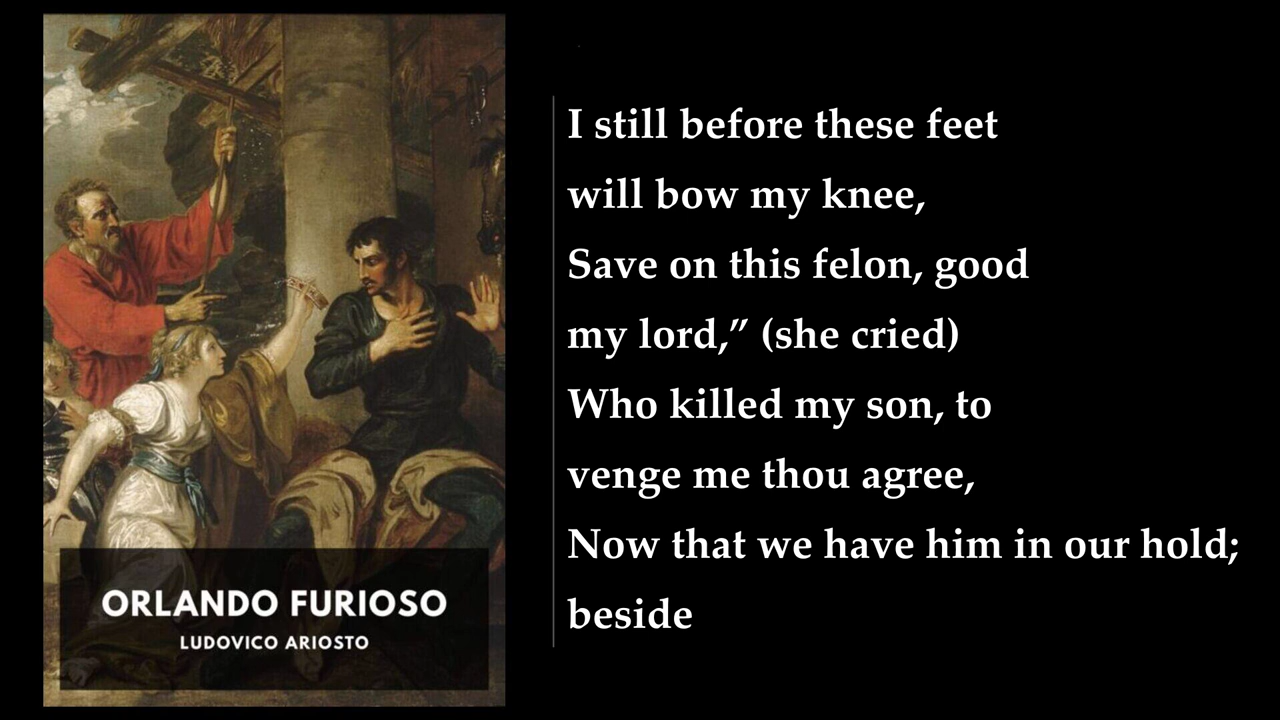 I still before these feet
will bow my knee,
Save on this felon, good
my lord,” (she cried)
Who killed my son, to
venge me thou agree,
Now that we have him in our hold;
beside
ORLANDO FURIOSO
LUDOVICO ARIOSTO